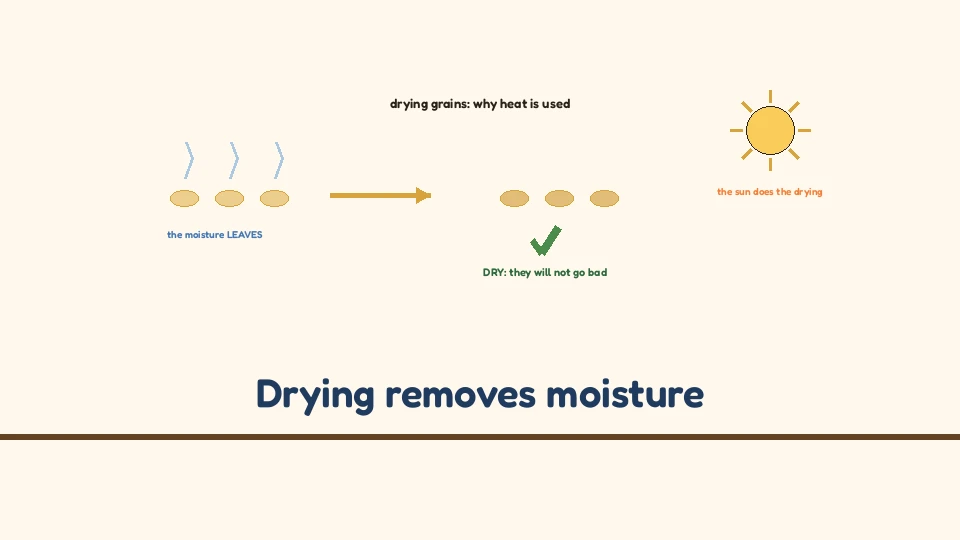 drying grains: why heat is used
the sun does the drying
the moisture LEAVES
DRY: they will not go bad
Drying removes moisture